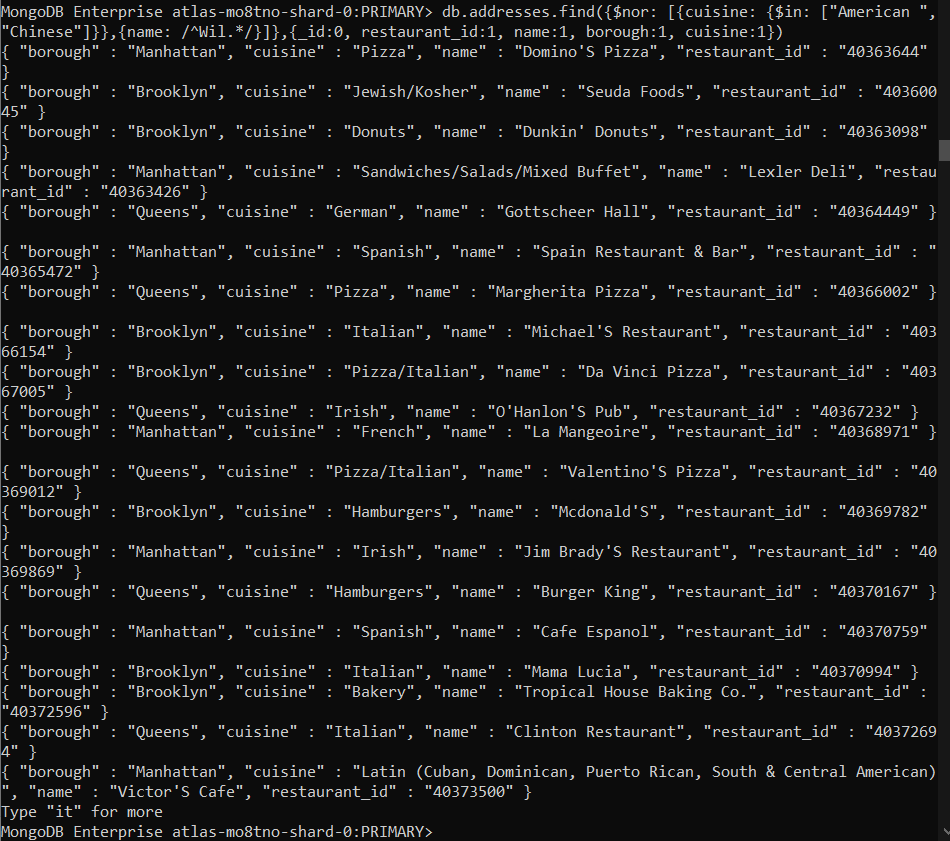 MongoDB Enterprise atlas-mo8tno-shard-0:PRIMARY> db.addresses.find({$nor: [{cuisine: {$in: ["American ",
"Chinese"]}},{name: /^Wil.*/}]},{_id:0, restaurant_id:1, name:1, borough:1, cuisine:1})
{ "borough" : "Manhattan", "cuisine" : "Pizza", "name" : "Domino'S Pizza", "restaurant_id" : "40363644"
}
{ "borough" : "Brooklyn", "cuisine" : "Jewish/Kosher", "name" : "Seuda Foods", "restaurant_id" : "403600
45" }
{ "borough" : "Brooklyn", "cuisine" : "Donuts", "name" : "Dunkin' Donuts", "restaurant_id" : "40363098"
}
{ "borough" : "Manhattan", "cuisine" : "Sandwiches/Salads/Mixed Buffet", "name" : "Lexler Deli", "restau
rant_id" : "40363426" }
{ "borough" : "Queens", "cuisine" : "German", "name" : "Gottscheer Hall", "restaurant_id" : "40364449" }
{ "borough" : "Manhattan", "cuisine" : "Spanish", "name" : "Spain Restaurant & Bar", "restaurant_id" : "
40365472" }
{ "borough" : "Queens", "cuisine" : "Pizza", "name" : "Margherita Pizza", "restaurant_id" : "40366002" }
{ "borough" : "Brooklyn", "cuisine" : "Italian", "name" : "Michael'S Restaurant", "restaurant_id" : "403
66154" }
{ "borough" : "Brooklyn", "cuisine" : "Pizza/Italian", "name" : "Da Vinci Pizza", "restaurant_id" : "403
67005" }
{ "borough" : "Queens", "cuisine" : "Irish", "name" : "O'Hanlon'S Pub", "restaurant_id" : "40367232" }
{ "borough" : "Manhattan", "cuisine" : "French", "name" : "La Mangeoire", "restaurant_id" : "40368971" }
{ "borough" : "Queens", "cuisine" : "Pizza/Italian", "name" : "Valentino'S Pizza", "restaurant_id" : "40
369012" }
{ "borough" : "Brooklyn", "cuisine" : "Hamburgers", "name" : "Mcdonald'S", "restaurant_id" : "40369782"
}
{ "borough" : "Manhattan", "cuisine" : "Irish", "name" : "Jim Brady'S Restaurant", "restaurant_id" : "40
369869" }
{ "borough" : "Queens", "cuisine" : "Hamburgers", "name" : "Burger King", "restaurant_id" : "40370167" }
{ "borough" : "Manhattan", "cuisine" : "Spanish", "name" : "Cafe Espanol", "restaurant_id" : "40370759"
}
{ "borough" : "Brooklyn", "cuisine" : "Italian", "name" : "Mama Lucia", "restaurant_id" : "40370994" }
{ "borough" : "Brooklyn", "cuisine" : "Bakery", "name" : "Tropical House Baking Co.", "restaurant_id" :
"40372596" }
{ "borough" : "Queens", "cuisine" : "Italian", "name" : "Clinton Restaurant", "restaurant_id" : "4037269
4" }
{ "borough" : "Manhattan", "cuisine" : "Latin (Cuban, Dominican, Puerto Rican, South & Central American)
", "name" : "Victor'S Cafe", "restaurant_id" : "40373500" }
Type "it" for more
MongoDB Enterprise atlas-mo8tno-shard-0:PRIMARY>